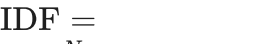 IDF =
N